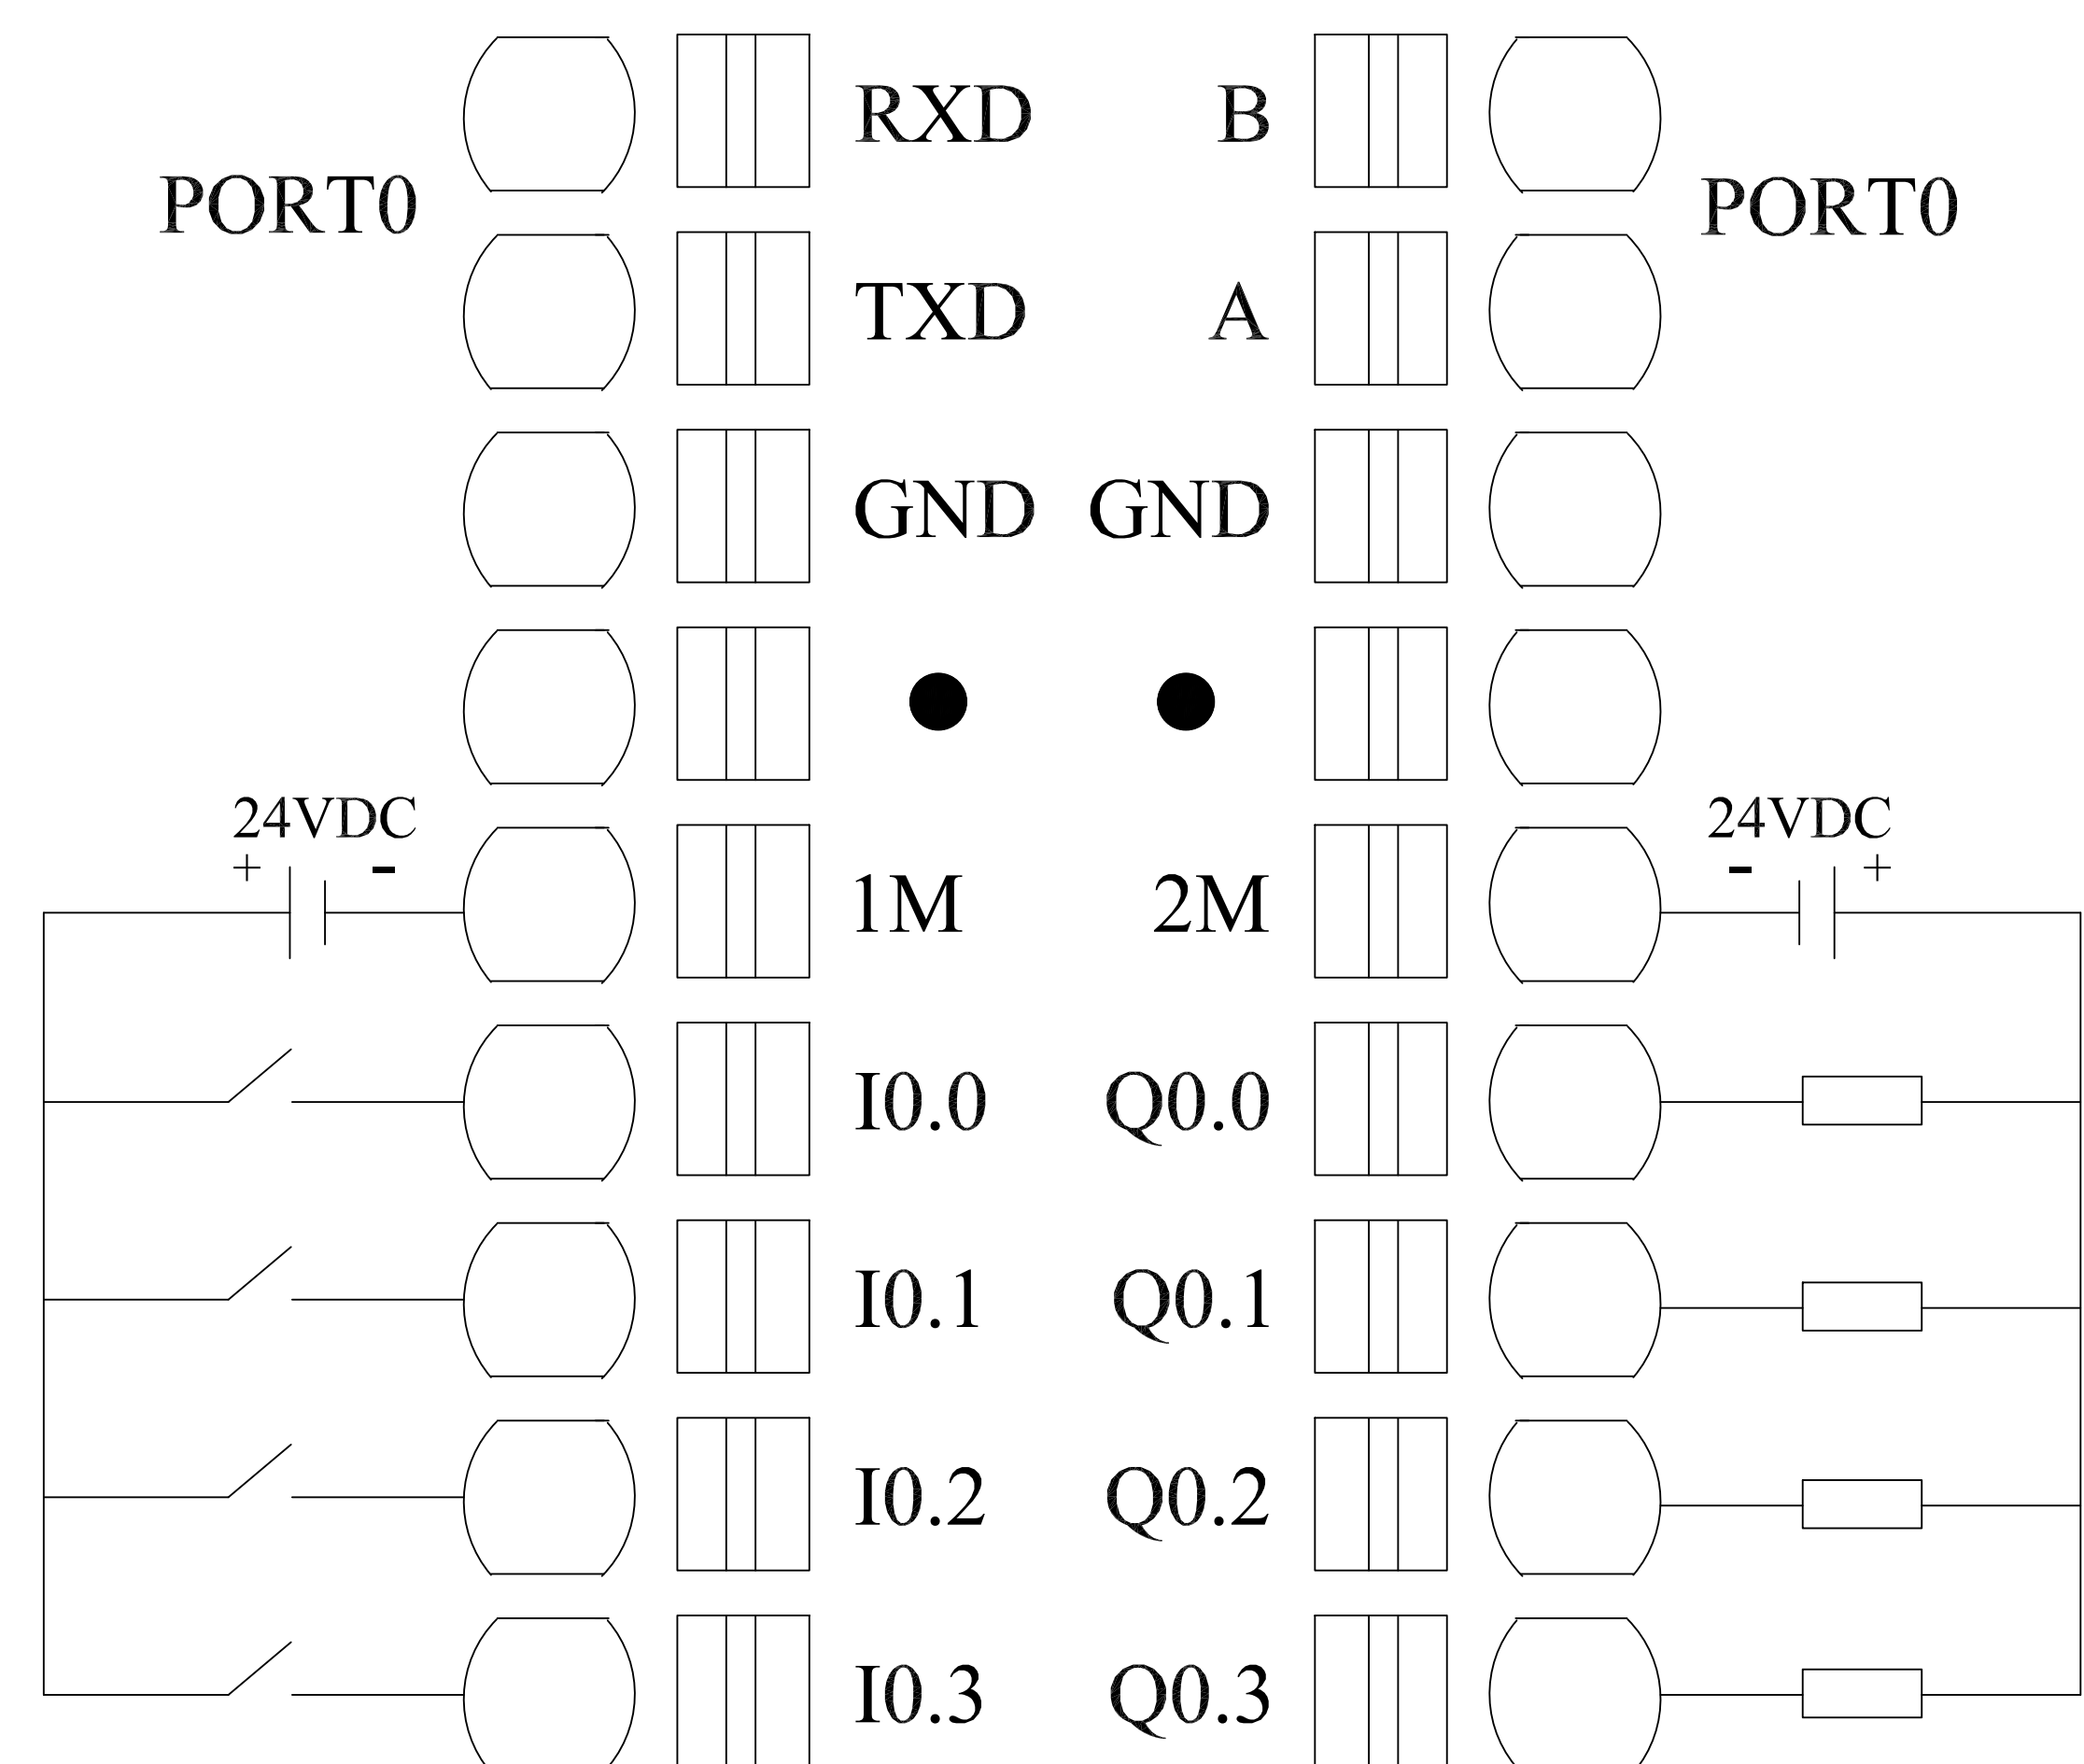 RXD B
PORT0 PORT0
TXD A
GND GND
24VDC 24VDC
+ - - +
1M 2M
I0.0 Q0.0
I0.1 Q0.1
I0.2 Q0.2
I0.3 Q0.3